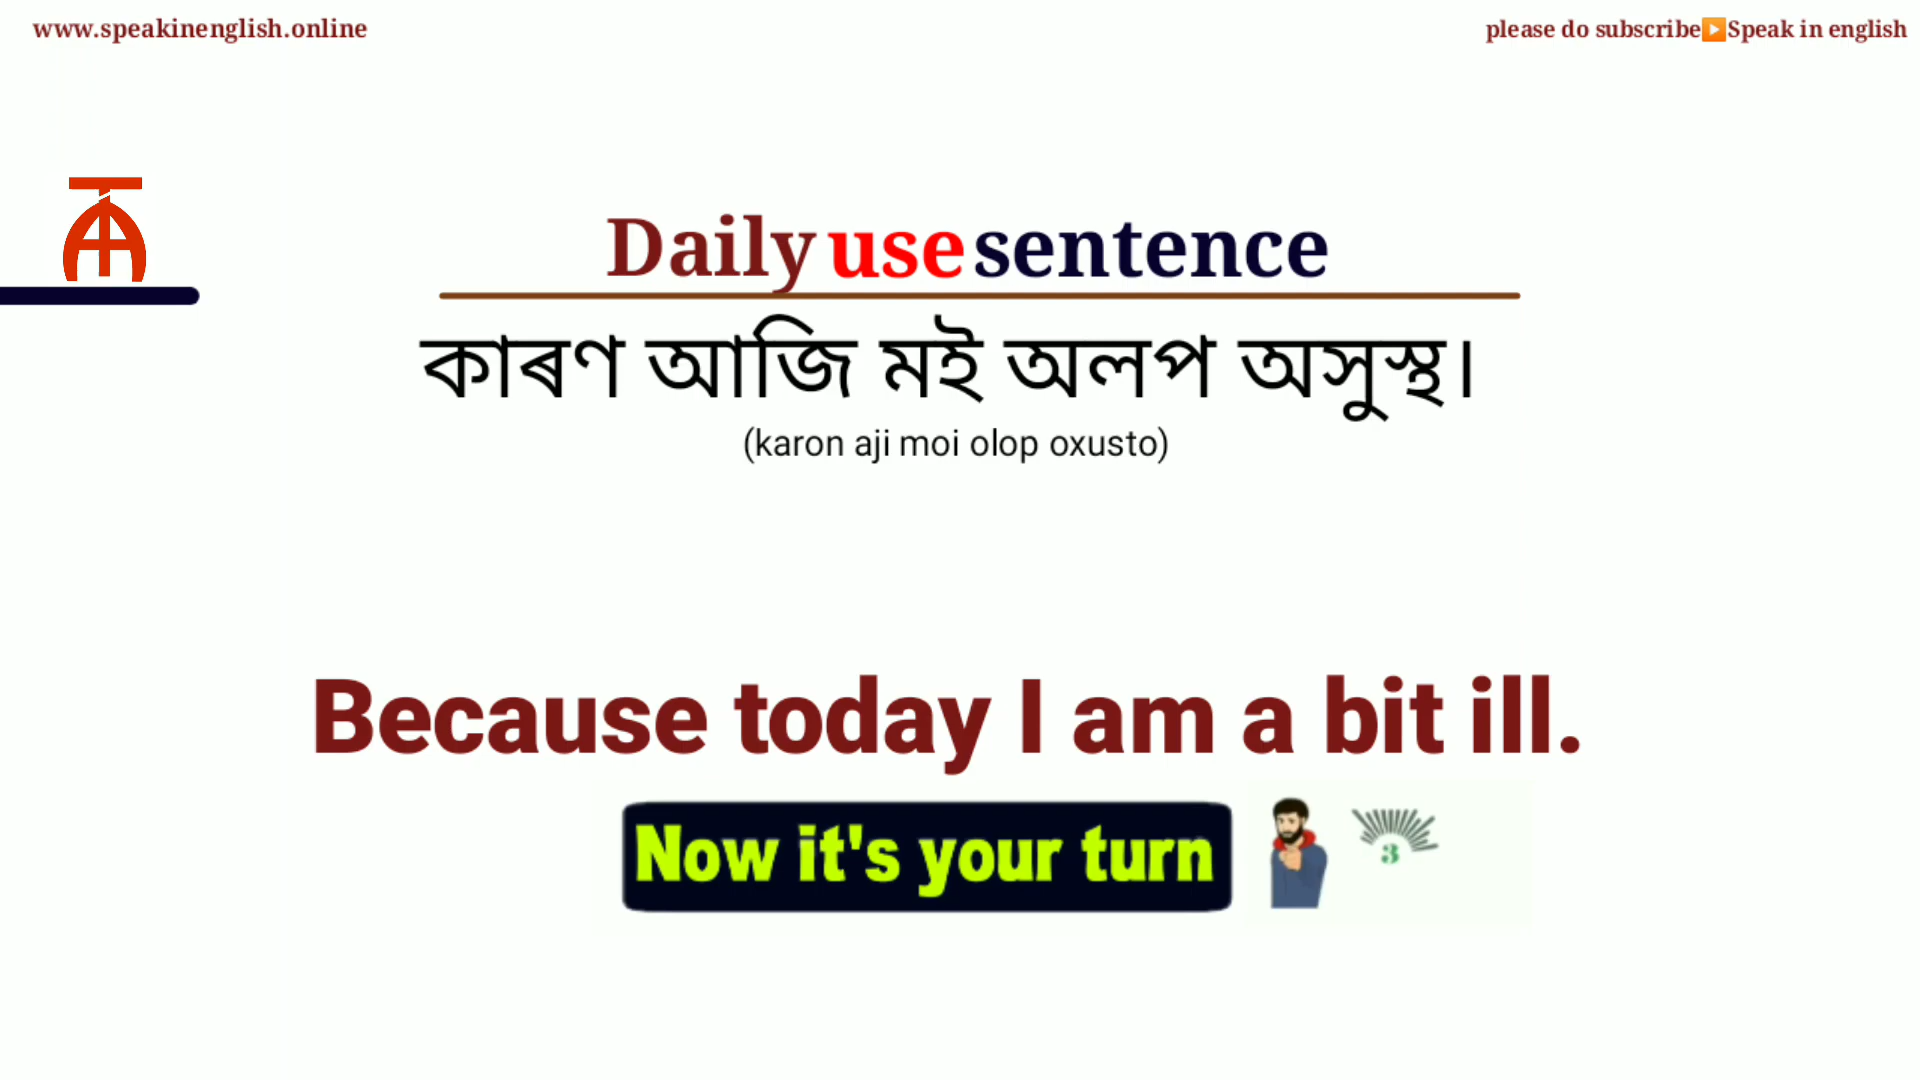 www.speakinenglish.online
please do subscribe▶️Speak in english
Daily use sentence
কাৰণ আজি মই অলপ অসুস্থ।
(karon aji moi olop oxusto)
Because today I am a bit ill.
Now it's your turn
3